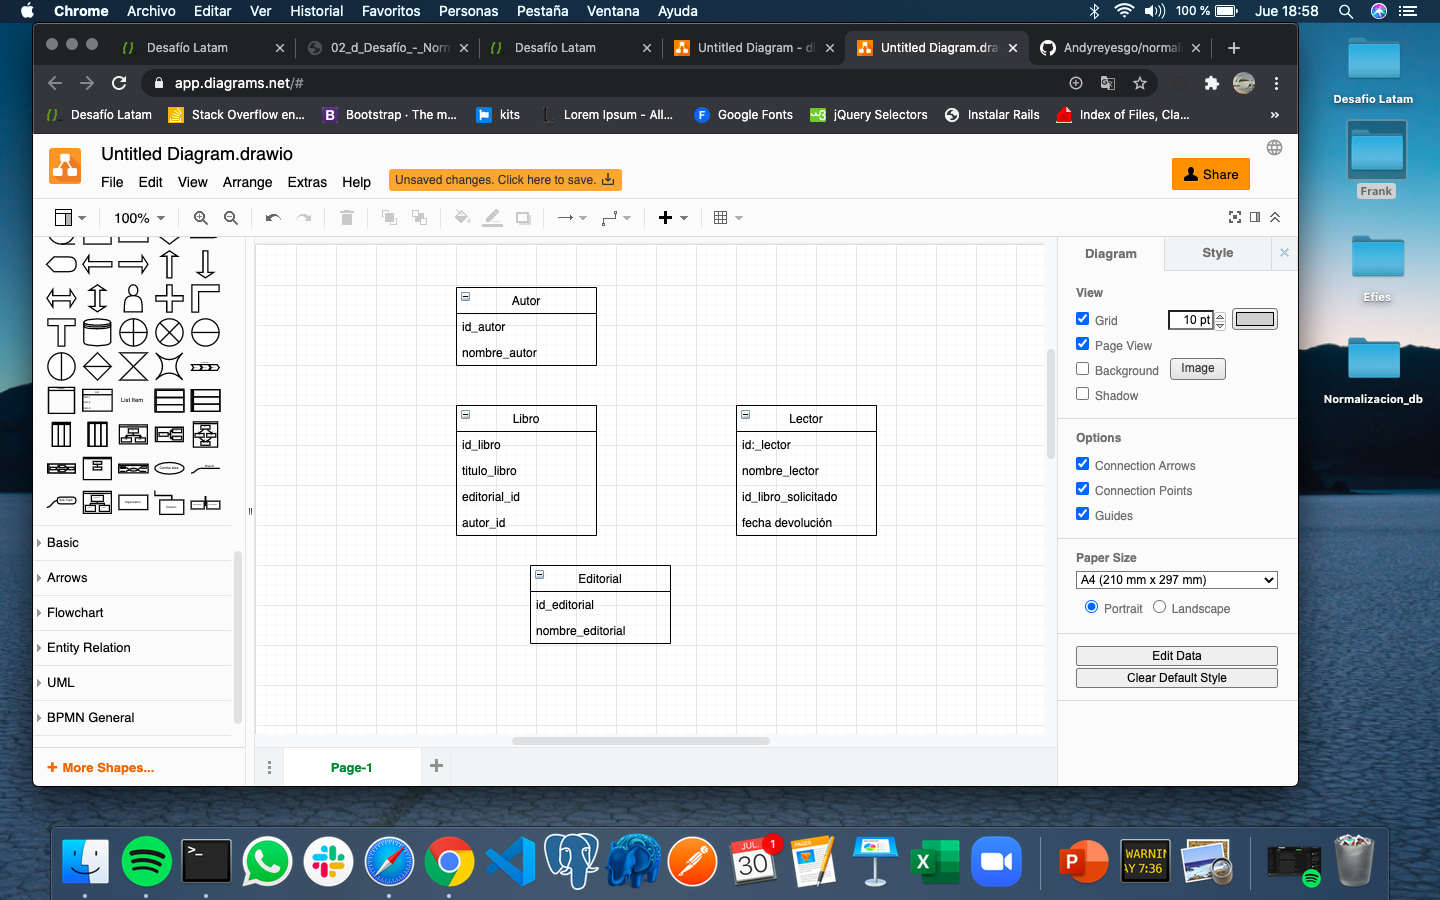 Chrome Archivo Editar Ver Historial Favoritos Personas Pestaña Ventana Ayuda 100 % Jue 18:58
Desafío Latam 02_d_Desafío_-_Norm Desafío Latam Untitled Diagram - di Untitled Diagram.dra Andyreyesgo/normal
app.diagrams.net/#
Desafío Latam Stack Overflow en... Bootstrap · The m... kits Lorem Ipsum - All... Google Fonts jQuery Selectors Instalar Rails Index of Files, Cla... »
Untitled Diagram.drawio
File Edit View Arrange Extras Help Unsaved changes. Click here to save. Share
100%
List Item
Basic
Arrows
Flowchart
Entity Relation
UML
BPMN General
+ More Shapes...
Autor
id_autor
nombre_autor
Libro
id_libro
titulo_libro
editorial_id
autor_id
Lector
id:_lector
nombre_lector
id_libro_solicitado
fecha devolución
Editorial
id_editorial
nombre_editorial
Page-1
Diagram Style
View
Grid 10 pt
Page View
Background Image
Shadow
Options
Connection Arrows
Connection Points
Guides
Paper Size
A4 (210 mm x 297 mm)
Portrait Landscape
Edit Data
Clear Default Style
Desafio Latam
Frank
Efies
Normalizacion_db
JUL.
30
1
PAGES
WARNIN
AY 7:36